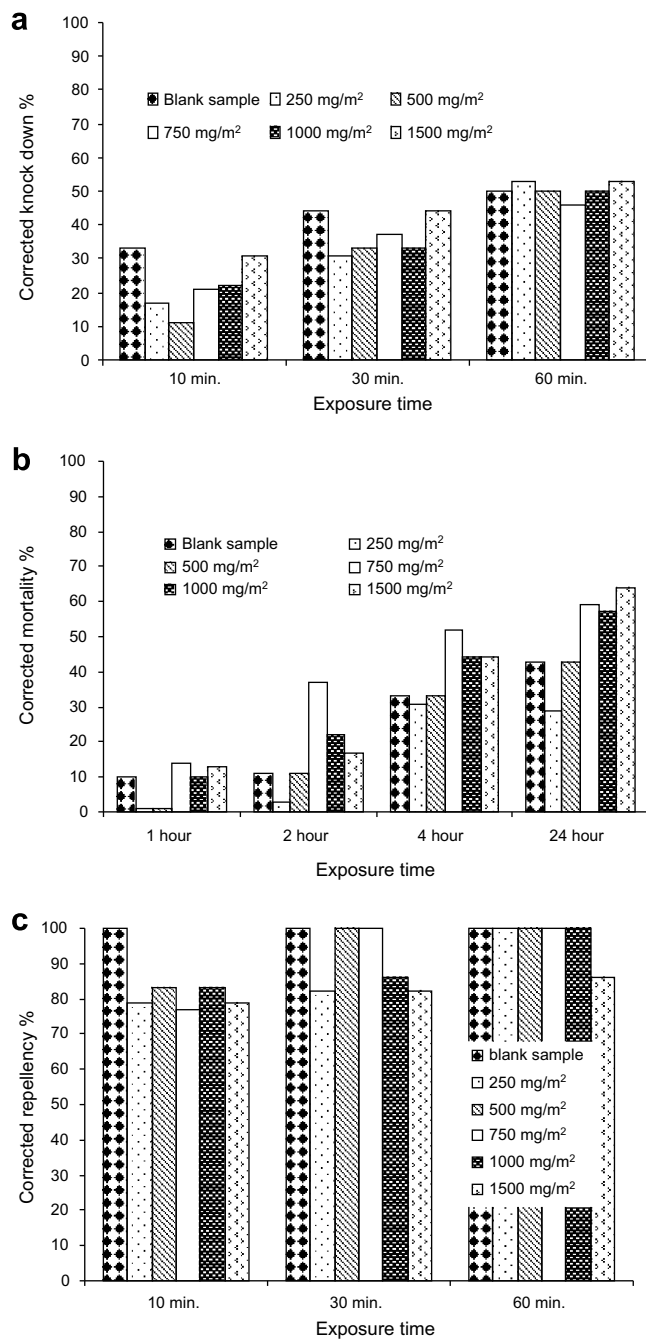 a
100
90
80
70
60
50
40
30
20
10
0
Corrected knock down %
Blank sample 250 mg/m² 500 mg/m²
750 mg/m² 1000 mg/m² 1500 mg/m²
10 min. 30 min. 60 min.
Exposure time
b
100
90
80
70
60
50
40
30
20
10
0
Corrected mortality %
Blank sample 250 mg/m²
500 mg/m² 750 mg/m²
1000 mg/m² 1500 mg/m²
1 hour 2 hour 4 hour 24 hour
Exposure time
c
100
90
80
70
60
50
40
30
20
10
0
Corrected repellency %
blank sample
250 mg/m²
500 mg/m²
750 mg/m²
1000 mg/m²
1500 mg/m²
10 min. 30 min. 60 min.
Exposure time